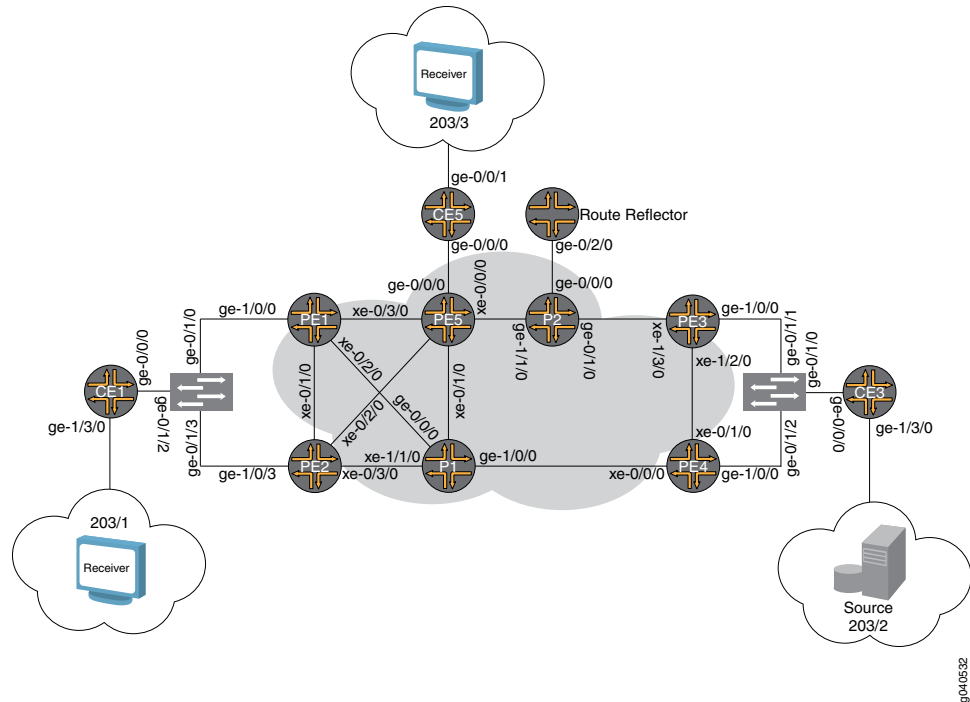 Receiver
203/3
ge-0/0/1
CE5
Route Reflector
ge-0/0/0
ge-0/2/0
ge-0/0/0
xe-0/0/0
ge-0/0/0
ge-1/0/0
PE1
xe-0/3/0
PE5
ge-1/1/0
P2
ge-0/1/0
xe-1/3/0
PE3
ge-1/0/0
ge-0/1/0
xe-0/2/0
xe-1/2/0
ge-0/1/1
ge-0/1/0
ge-0/0/0
CE1
ge-1/3/0
ge-0/1/2
ge-0/1/3
xe-0/1/0
xe-0/2/0
ge-0/0/0
xe-0/1/0
CE3
ge-0/0/0
ge-1/3/0
ge-0/1/2
xe-0/1/0
ge-1/0/3
PE2
xe-1/1/0
xe-0/3/0
P1
ge-1/0/0
xe-0/0/0
PE4
ge-1/0/0
203/1
Receiver
Source
203/2
g040532